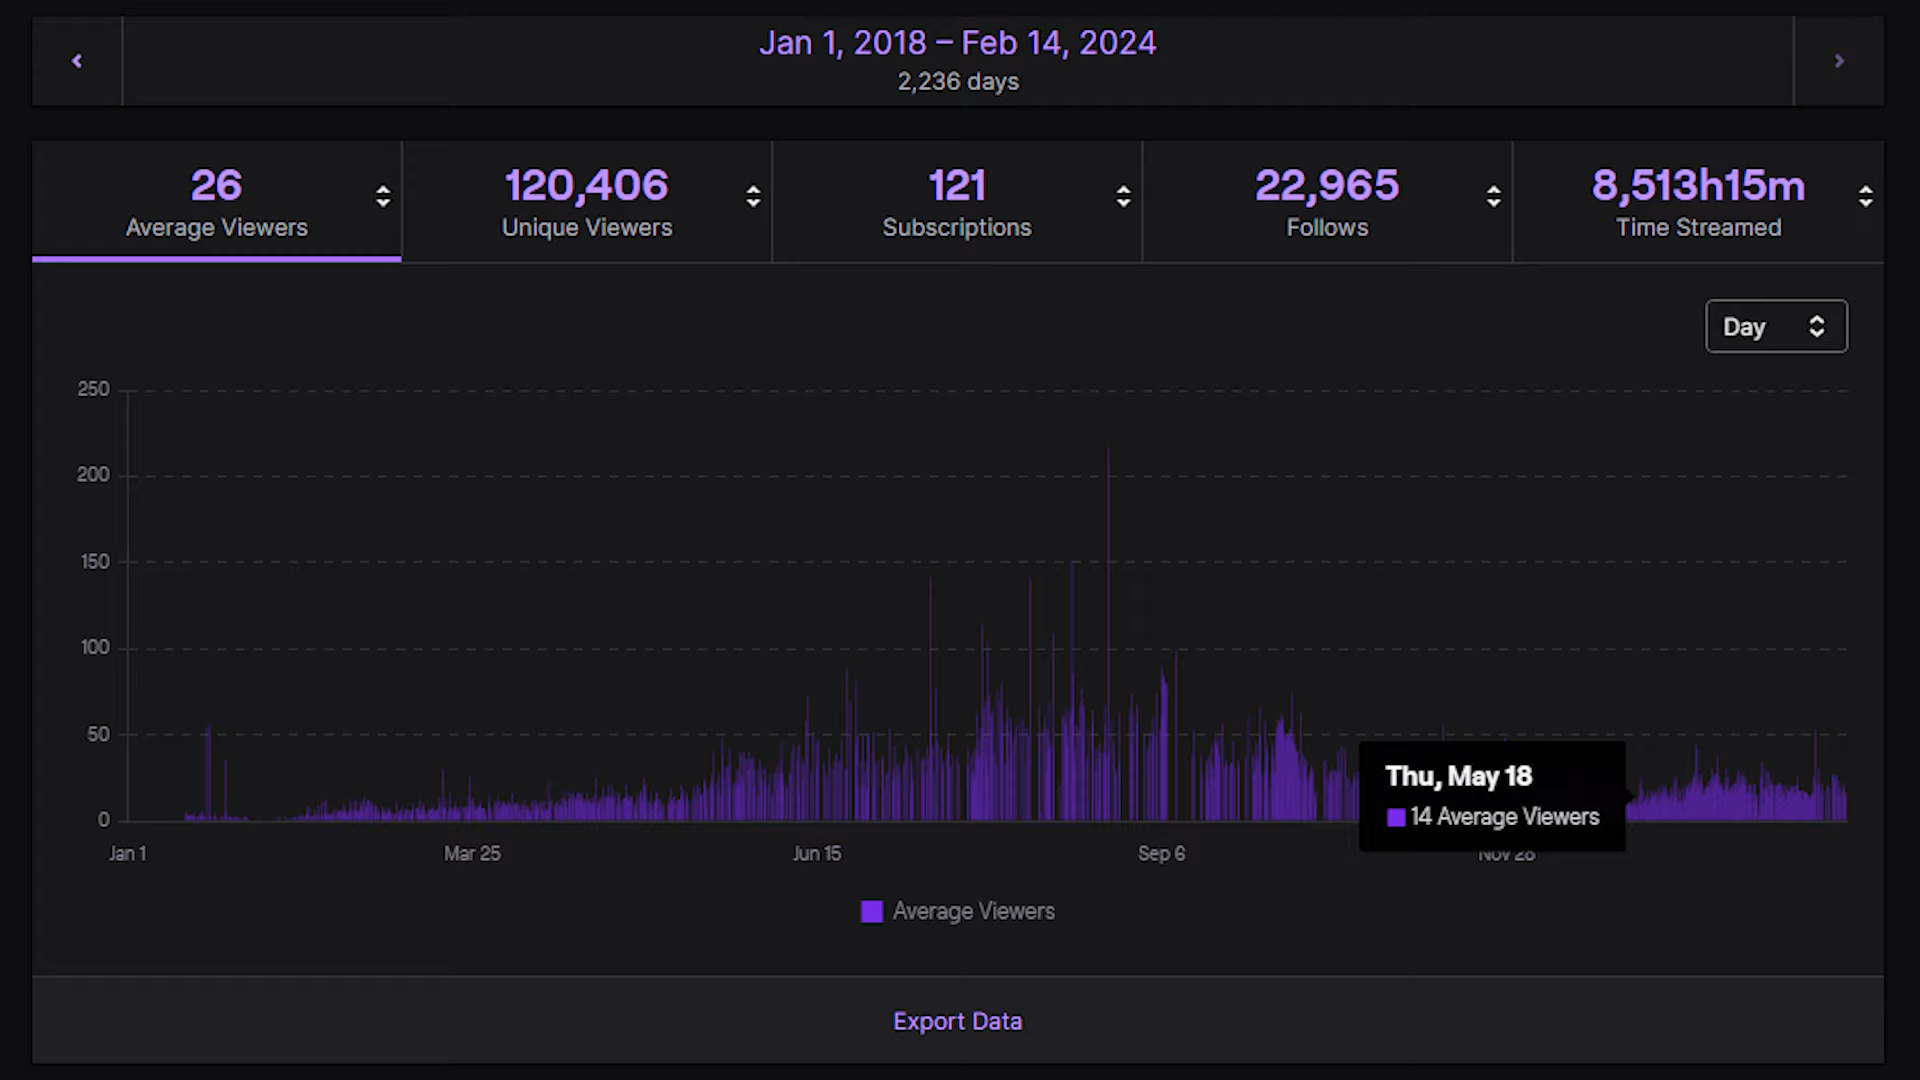 Jan 1, 2018 – Feb 14, 2024
2,236 days
26
Average Viewers
120,406
Unique Viewers
121
Subscriptions
22,965
Follows
8,513h15m
Time Streamed
Day
250
200
150
100
50
0
Thu, May 18
14 Average Viewers
Jan 1
Mar 25
Jun 15
Sep 6
Nov 28
Average Viewers
Export Data